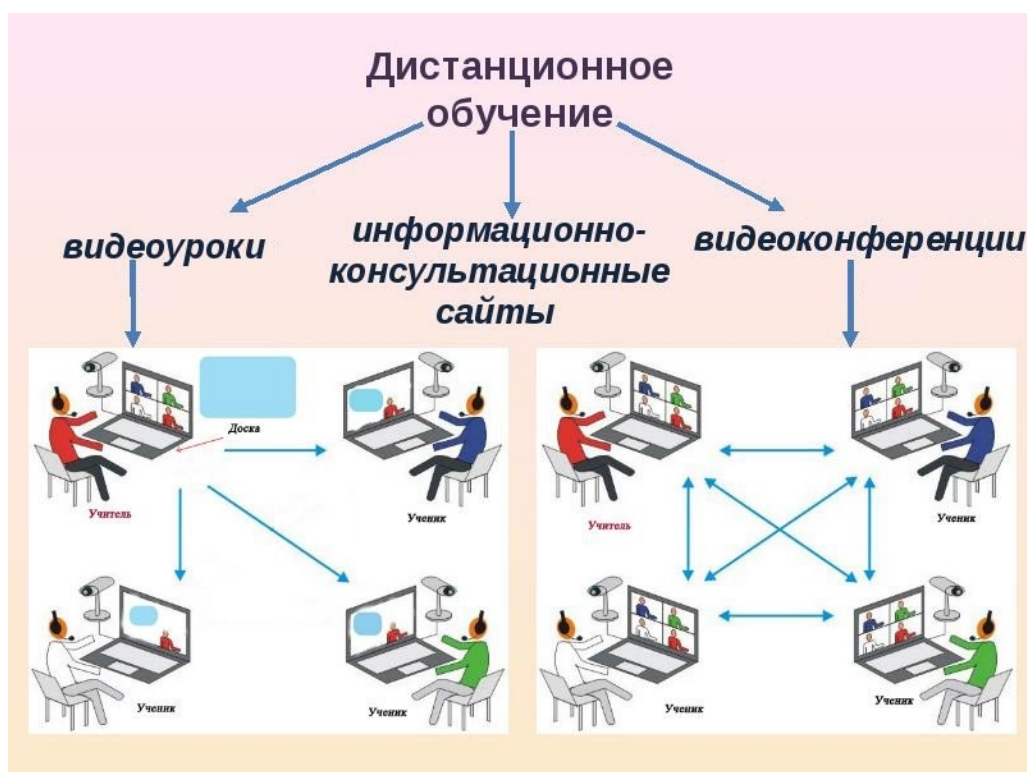 Дистанционное
обучение
видеоуроки
информационно-
консультационные
сайты
видеоконференции
Доска
Учитель
Ученик
Ученик
Ученик
Учитель
Ученик
Ученик
Ученик